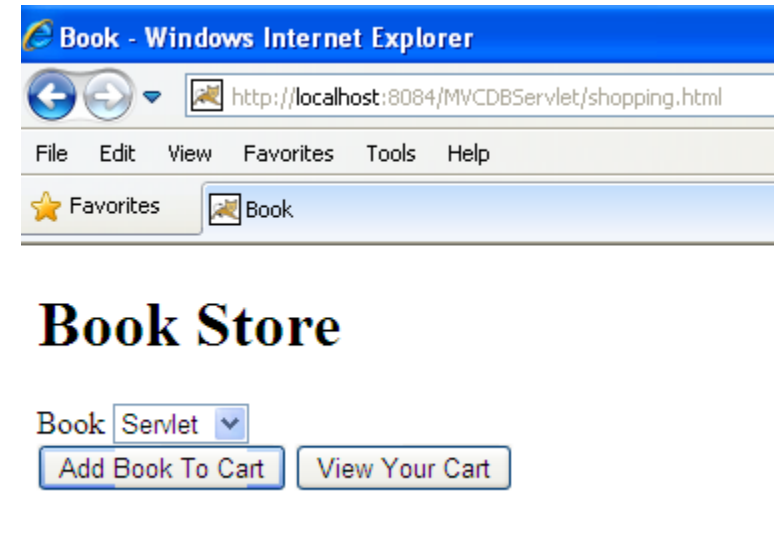 Book - Windows Internet Explorer
http://localhost:8084/MVCDBServlet/shopping.html
File Edit View Favorites Tools Help
Favorites Book
Book Store
Book Servlet
Add Book To Cart View Your Cart